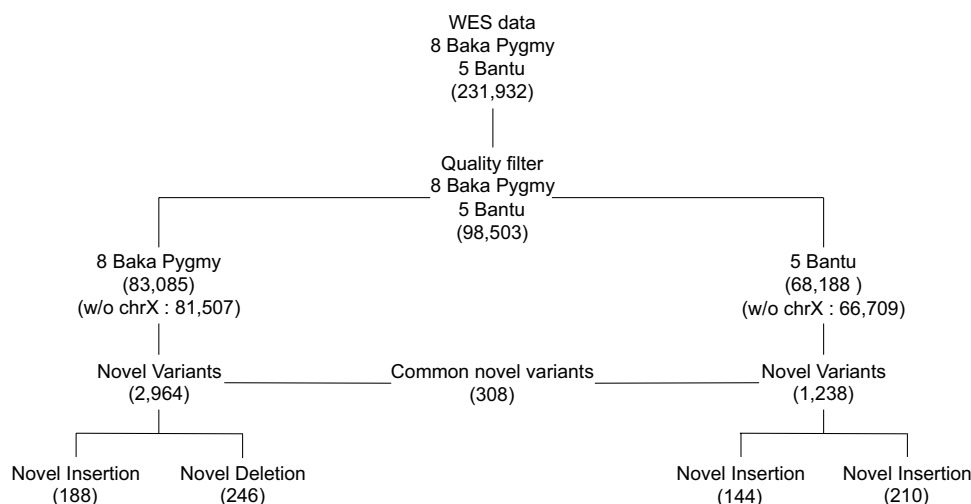 WES data
8 Baka Pygmy
5 Bantu
(231,932)
Quality filter
8 Baka Pygmy
5 Bantu
(98,503)
8 Baka Pygmy
(83,085)
(w/o chrX : 81,507)
5 Bantu
(68,188 )
(w/o chrX : 66,709)
Novel Variants
(2,964)
Common novel variants
(308)
Novel Variants
(1,238)
Novel Insertion
(188)
Novel Deletion
(246)
Novel Insertion
(144)
Novel Insertion
(210)